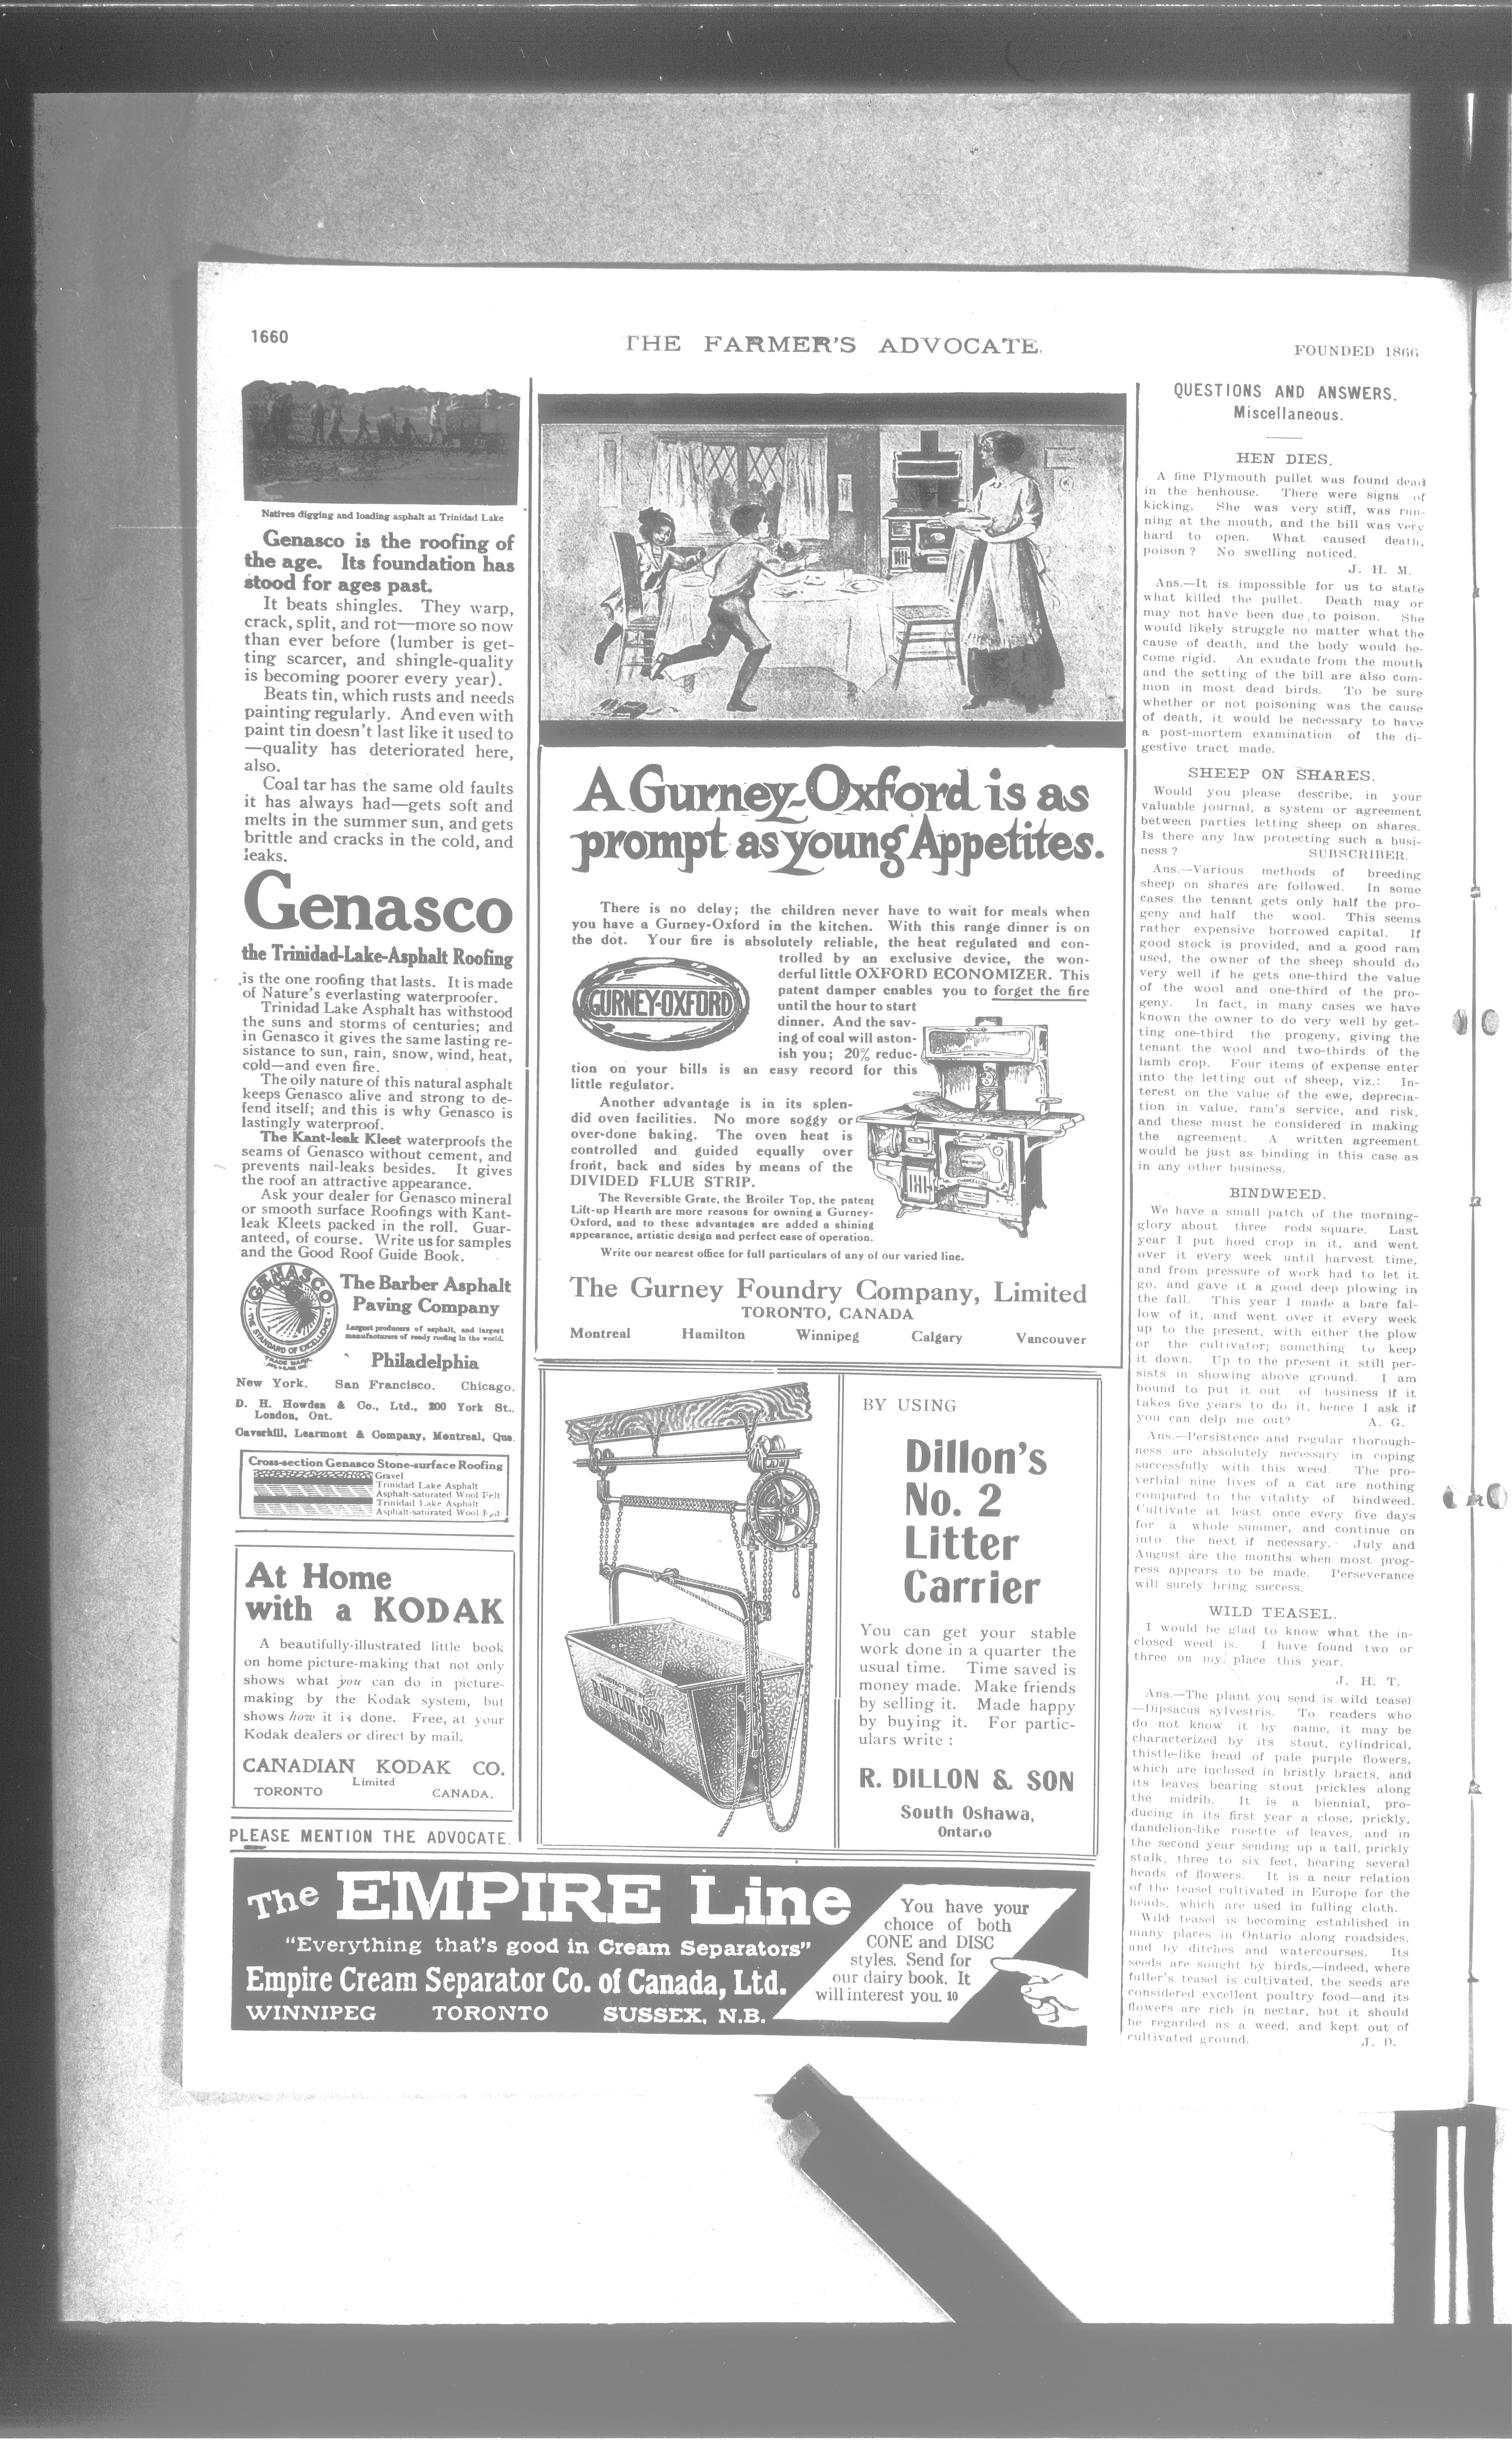 1660
THE FARMER'S ADVOCATE.
FOUNDED 1866
Natives digging and loading asphalt at Trinidad Lake
Genasco is the roofing of
the age. Its foundation has
stood for ages past.
It beats shingles. They warp,
crack, split, and rot—more so now
than ever before (lumber is get-
ting scarcer, and shingle-quality
is becoming poorer every year).
Beats tin, which rusts and needs
painting regularly. And even with
paint tin doesn't last like it used to
—quality has deteriorated here,
also.
Coal tar has the same old faults
it has always had—gets soft and
melts in the summer sun, and gets
brittle and cracks in the cold, and
leaks.
Genasco
the Trinidad-Lake-Asphalt Roofing
is the one roofing that lasts. It is made
of Nature's everlasting waterproofer.
Trinidad Lake Asphalt has withstood
the suns and storms of centuries; and
in Genasco it gives the same lasting re-
sistance to sun, rain, snow, wind, heat,
cold—and even fire.
The oily nature of this natural asphalt
keeps Genasco alive and strong to de-
fend itself; and this is why Genasco is
lastingly waterproof.
The Kant-leak Kleet waterproofs the
seams of Genasco without cement, and
prevents nail-leaks besides. It gives
the roof an attractive appearance.
Ask your dealer for Genasco mineral
or smooth surface Roofings with Kant-
leak Kleets packed in the roll. Guar-
anteed, of course. Write us for samples
and the Good Roof Guide Book.
GENASCO
THE STANDARD OF EXCELLENCE
TRADE MARK
The Barber Asphalt
Paving Company
Largest producers of asphalt, and largest
manufacturers of ready roofing in the world.
Philadelphia
New York. San Francisco. Chicago.
D. H. Howden & Co., Ltd., 200 York St.,
London, Ont.
Caverhill, Learmont & Company, Montreal, Que.
Cross-section Genasco Stone-surface Roofing
Gravel
Trinidad Lake Asphalt
Asphalt-saturated Wool Felt
Trinidad Lake Asphalt
Asphalt-saturated Wool Felt
At Home
with a KODAK
A beautifully-illustrated little book
on home picture-making that not only
shows what you can do in picture-
making by the Kodak system, but
shows how it is done. Free, at your
Kodak dealers or direct by mail.
CANADIAN KODAK CO.
Limited
TORONTO CANADA.
PLEASE MENTION THE ADVOCATE.
A Gurney-Oxford is as
prompt as young Appetites.
There is no delay; the children never have to wait for meals when
you have a Gurney-Oxford in the kitchen. With this range dinner is on
the dot. Your fire is absolutely reliable, the heat regulated and con-
trolled by an exclusive device, the won-
derful little OXFORD ECONOMIZER. This
patent damper enables you to forget the fire
until the hour to start
dinner. And the sav-
ing of coal will aston-
ish you; 20% reduc-
tion on your bills is an easy record for this
little regulator.
GURNEY-OXFORD
Another advantage is in its splen-
did oven facilities. No more soggy or
over-done baking. The oven heat is
controlled and guided equally over
front, back and sides by means of the
DIVIDED FLUE STRIP.
The Reversible Grate, the Broiler Top, the patent
Lift-up Hearth are more reasons for owning a Gurney-
Oxford, and to these advantages are added a shining
appearance, artistic design and perfect ease of operation.
CHANCELLOR
Write our nearest office for full particulars of any of our varied line.
The Gurney Foundry Company, Limited
TORONTO, CANADA
Montreal Hamilton Winnipeg Calgary Vancouver
MANUFACTURED BY
R. DILLON & SON
BY USING
Dillon's
No. 2
Litter
Carrier
You can get your stable
work done in a quarter the
usual time. Time saved is
money made. Make friends
by selling it. Made happy
by buying it. For partic-
ulars write :
R. DILLON & SON
South Oshawa,
Ontario
The EMPIRE Line
"Everything that's good in Cream Separators"
Empire Cream Separator Co. of Canada, Ltd.
WINNIPEG TORONTO SUSSEX, N.B.
You have your
choice of both
CONE and DISC
styles. Send for
our dairy book. It
will interest you. 10
QUESTIONS AND ANSWERS.
Miscellaneous.
HEN DIES.
A fine Plymouth pullet was found dead
in the henhouse. There were signs of
kicking. She was very stiff, was run-
ning at the mouth, and the bill was very
hard to open. What caused death,
poison ? No swelling noticed.
J. H. M.
Ans.—It is impossible for us to state
what killed the pullet. Death may or
may not have been due to poison. She
would likely struggle no matter what the
cause of death, and the body would be-
come rigid. An exudate from the mouth
and the setting of the bill are also com-
mon in most dead birds. To be sure
whether or not poisoning was the cause
of death, it would be necessary to have
a post-mortem examination of the di-
gestive tract made.
SHEEP ON SHARES.
Would you please describe, in your
valuable journal, a system or agreement
between parties letting sheep on shares.
Is there any law protecting such a busi-
ness ? SUBSCRIBER.
Ans.—Various methods of breeding
sheep on shares are followed. In some
cases the tenant gets only half the pro-
geny and half the wool. This seems
rather expensive borrowed capital. If
good stock is provided, and a good ram
used, the owner of the sheep should do
very well if he gets one-third the value
of the wool and one-third of the pro-
geny. In fact, in many cases we have
known the owner to do very well by get-
ting one-third the progeny, giving the
tenant the wool and two-thirds of the
lamb crop. Four items of expense enter
into the letting out of sheep, viz.: In-
terest on the value of the ewe, deprecia-
tion in value, ram's service, and risk,
and these must be considered in making
the agreement. A written agreement
would be just as binding in this case as
in any other business.
BINDWEED.
We have a small patch of the morning-
glory about three rods square. Last
year I put hoed crop in it, and went
over it every week until harvest time,
and from pressure of work had to let it
go, and gave it a good deep plowing in
the fall. This year I made a bare fal-
low of it, and went over it every week
up to the present, with either the plow
or the cultivator; something to keep
it down. Up to the present it still per-
sists in showing above ground. I am
bound to put it out of business if it
takes five years to do it, hence I ask if
you can delp me out? A. G.
Ans.—Persistence and regular thorough-
ness are absolutely necessary in coping
successfully with this weed. The pro-
verbial nine lives of a cat are nothing
compared to the vitality of bindweed.
Cultivate at least once every five days
for a whole summer, and continue on
into the next if necessary. July and
August are the months when most prog-
ress appears to be made. Perseverance
will surely bring success.
WILD TEASEL.
I would be glad to know what the in-
closed weed is. I have found two or
three on my place this year.
J. H. T.
Ans.—The plant you send is wild teasel
—Dipsacus sylvestris. To readers who
do not know it by name, it may be
characterized by its stout, cylindrical,
thistle-like head of pale purple flowers,
which are inclosed in bristly bracts, and
its leaves bearing stout prickles along
the midrib. It is a biennial, pro-
ducing in its first year a close, prickly,
dandelion-like rosette of leaves, and in
the second year sending up a tall, prickly
stalk, three to six feet, bearing several
heads of flowers. It is a near relation
of the teasel cultivated in Europe for the
heads, which are used in fulling cloth.
Wild teasel is becoming established in
many places in Ontario along roadsides,
and by ditches and watercourses. Its
seeds are sought by birds,—indeed, where
fuller's teasel is cultivated, the seeds are
considered excellent poultry food—and its
flowers are rich in nectar, but it should
be regarded as a weed, and kept out of
cultivated ground. J. D.